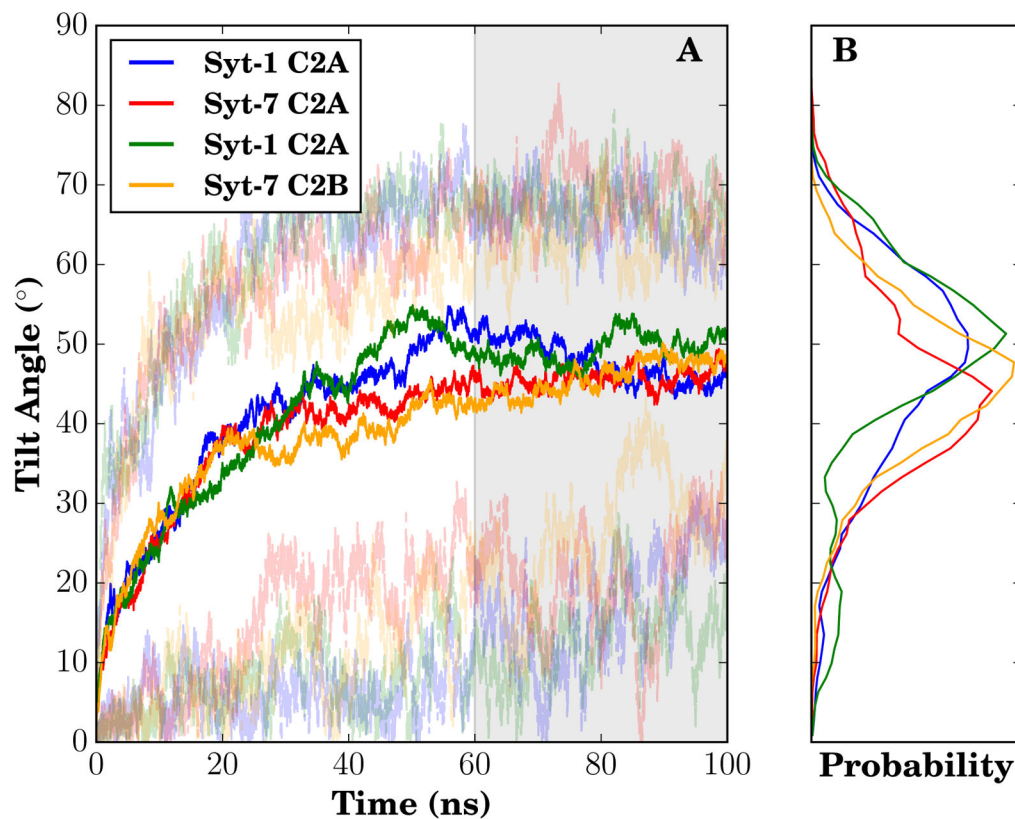 A
B
Syt-1 C2A
Syt-7 C2A
Syt-1 C2A
Syt-7 C2B
90
80
70
60
50
40
30
20
10
0
Tilt Angle (°)
0 20 40 60 80 100
Time (ns)
Probability